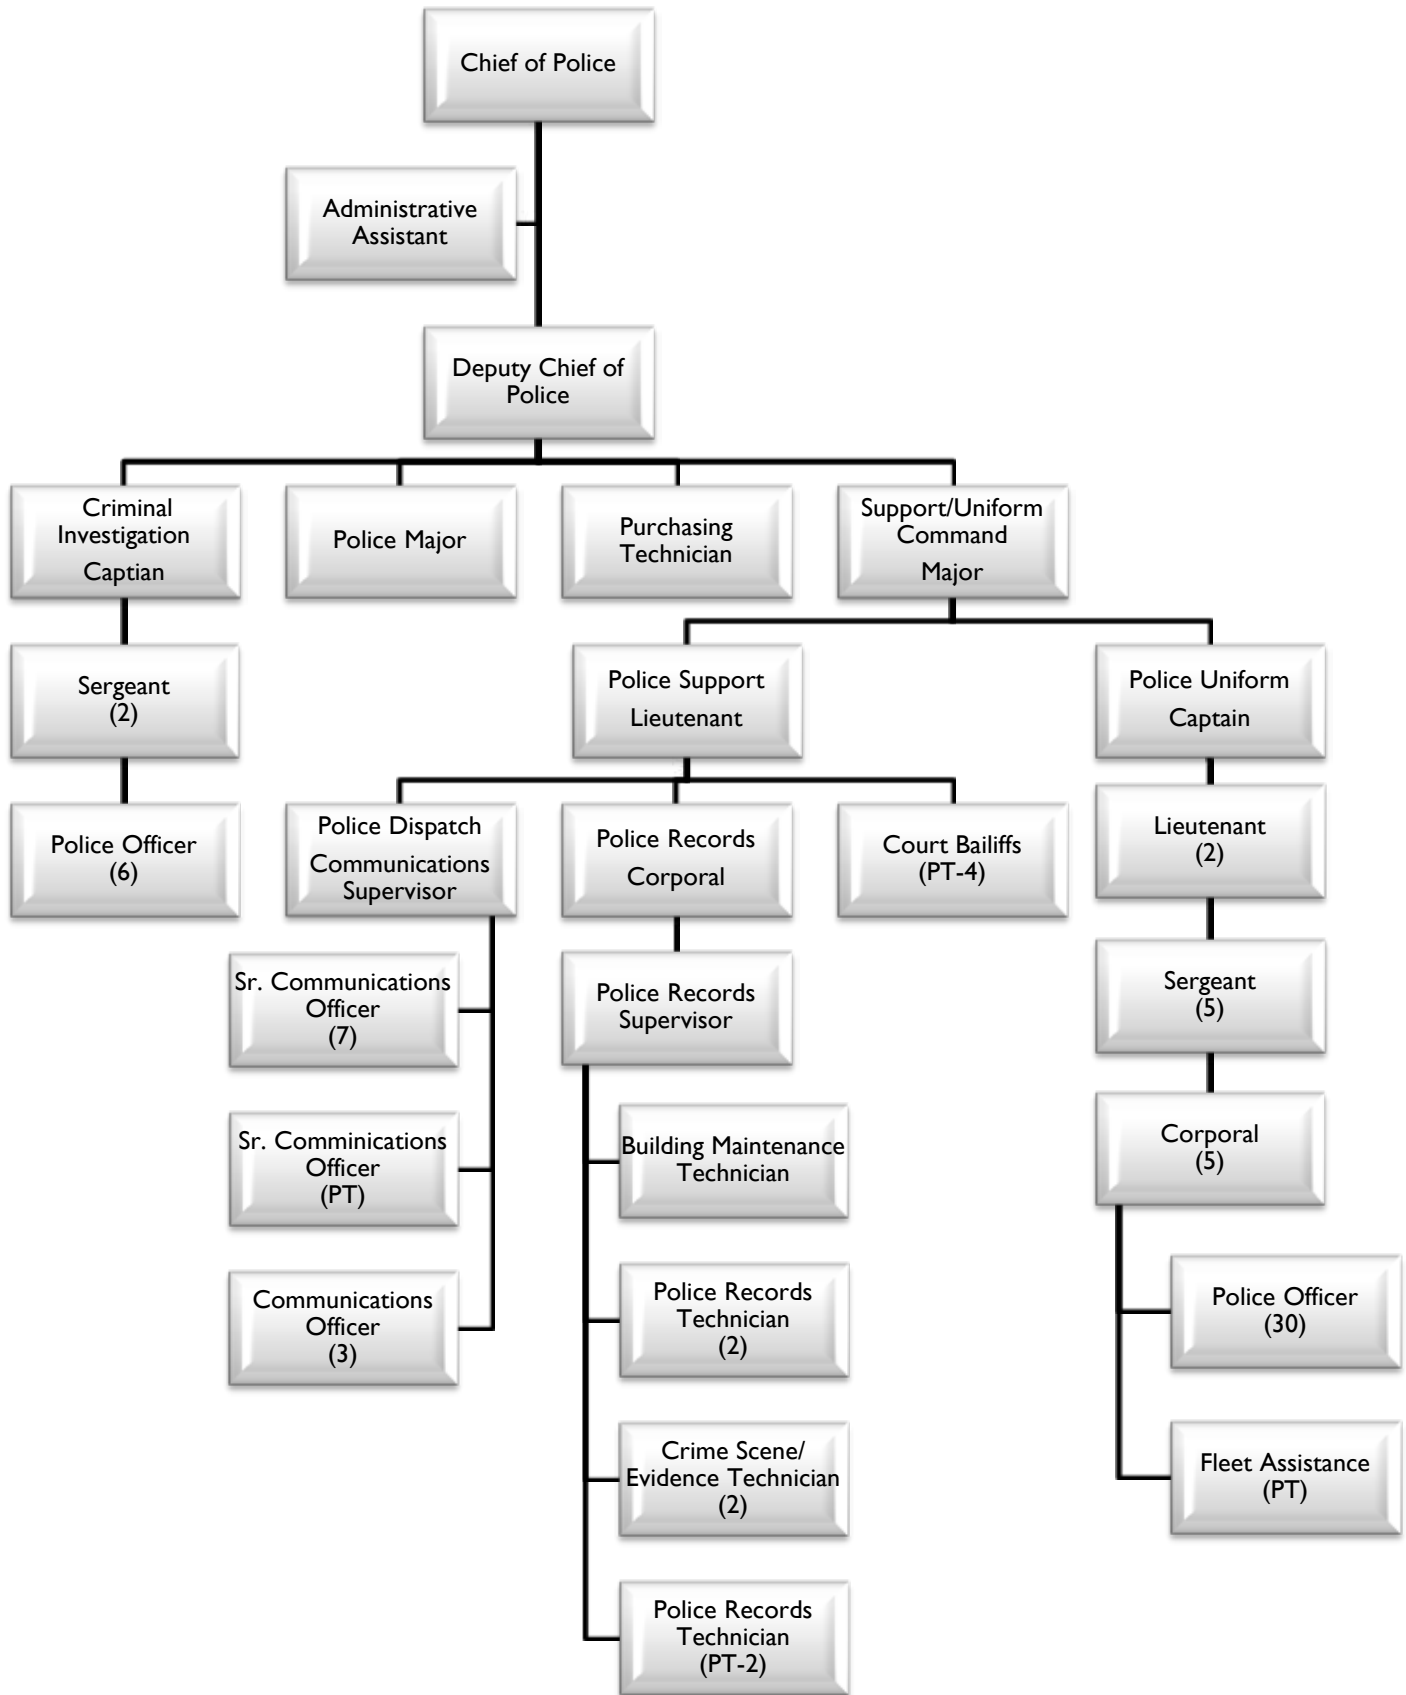 Chief of Police
Administrative
Assistant
Deputy Chief of
Police
Criminal
Investigation
Captian
Police Major
Purchasing
Technician
Support/Uniform
Command
Major
Sergeant
(2)
Police Support
Lieutenant
Police Uniform
Captain
Police Officer
(6)
Police Dispatch
Communications
Supervisor
Police Records
Corporal
Court Bailiffs
(PT-4)
Lieutenant
(2)
Sr. Communications
Officer
(7)
Police Records
Supervisor
Sergeant
(5)
Sr. Comminications
Officer
(PT)
Building Maintenance
Technician
Corporal
(5)
Communications
Officer
(3)
Police Records
Technician
(2)
Police Officer
(30)
Crime Scene/
Evidence Technician
(2)
Fleet Assistance
(PT)
Police Records
Technician
(PT-2)